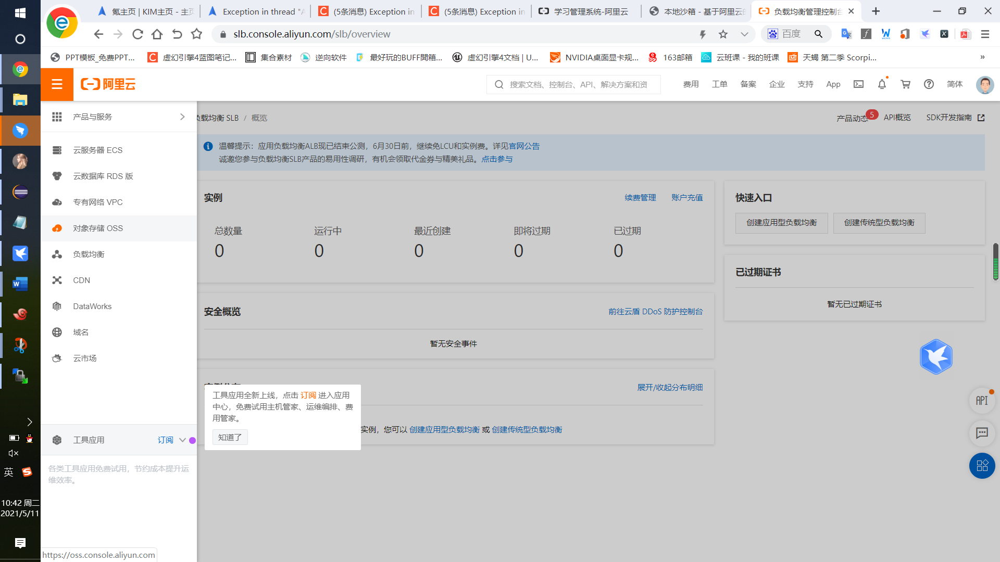 氪主页 | KIM主页 - 主页
Exception in thread "A
(5条消息) Exception in
(5条消息) Exception in
学习管理系统-阿里云
本地沙箱 - 基于阿里云的
负载均衡管理控制台
slb.console.aliyun.com/slb/overview
百度
PPT模板_免费PPT...
虚幻引擎4蓝图笔记...
集合素材
逆向软件
最好玩的BUFF開箱...
虚幻引擎4文档 | U...
NVIDIA桌面显卡规...
163邮箱
云班课 - 我的班课
天蝎 第二季 Scorpi...
»
阿里云
搜索文档、控制台、API、解决方案和资
费用
工单
备案
企业
支持
App
简体
产品与服务
云服务器 ECS
云数据库 RDS 版
专有网络 VPC
对象存储 OSS
负载均衡
CDN
DataWorks
域名
云市场
工具应用
订阅
各类工具应用免费试用，节约成本提升运
维效率。
负载均衡 SLB / 概览
产品动态 5
API概览
SDK开发指南
温馨提示：应用负载均衡ALB现已结束公测，6月30日前，继续免LCU和实例费。详见官网公告
诚邀您参与负载均衡SLB产品的易用性调研，有机会领取代金券与精美礼品。点击参与
实例
续费管理
账户充值
总数量
运行中
最近创建
即将过期
已过期
0
0
0
0
0
快速入口
创建应用型负载均衡
创建传统型负载均衡
已过期证书
暂无已过期证书
安全概览
前往云盾 DDoS 防护控制台
暂无安全事件
展开/收起分布明细
工具应用全新上线，点击 订阅 进入应用
中心，免费试用主机管家、运维编排、费
用管家。
知道了
实例，您可以 创建应用型负载均衡 或 创建传统型负载均衡
API
英
10:42 周二
2021/5/11
https://oss.console.aliyun.com